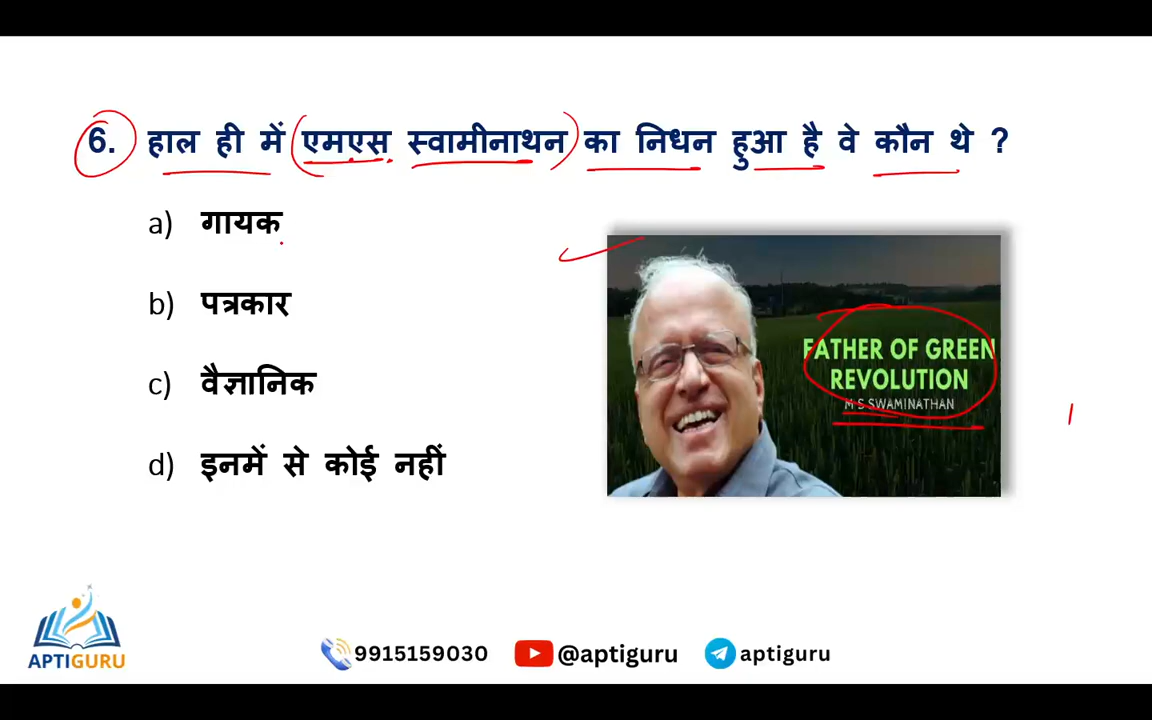 6. हाल ही में एमएस स्वामीनाथन का निधन हुआ है वे कौन थे ?
a) गायक
b) पत्रकार
c) वैज्ञानिक
d) इनमें से कोई नहीं
FATHER OF GREEN
REVOLUTION
M S SWAMINATHAN
APTIGURU
9915159030 @aptiguru aptiguru